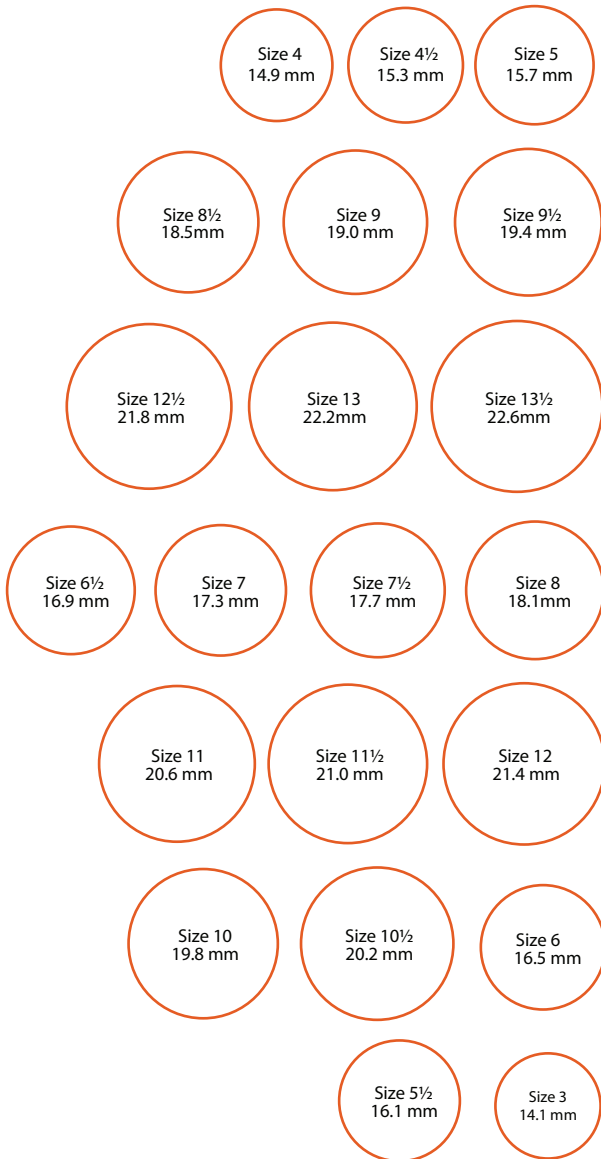 Size 4
14.9 mm
Size 4½
15.3 mm
Size 5
15.7 mm
Size 8½
18.5mm
Size 9
19.0 mm
Size 9½
19.4 mm
Size 12½
21.8 mm
Size 13
22.2mm
Size 13½
22.6mm
Size 6½
16.9 mm
Size 7
17.3 mm
Size 7½
17.7 mm
Size 8
18.1mm
Size 11
20.6 mm
Size 11½
21.0 mm
Size 12
21.4 mm
Size 10
19.8 mm
Size 10½
20.2 mm
Size 6
16.5 mm
Size 5½
16.1 mm
Size 3
14.1 mm